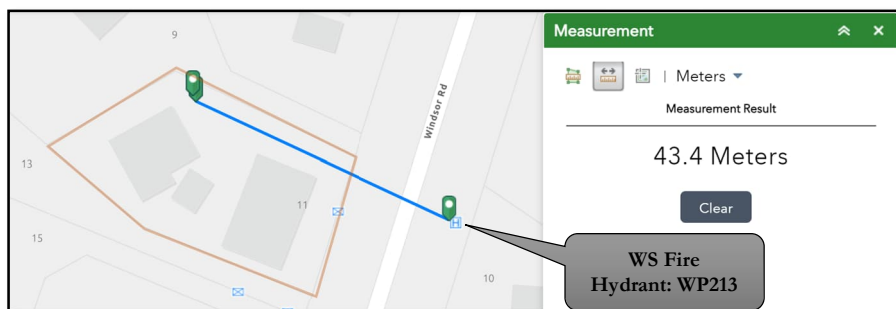 9
13
11
15
10
Windsor Rd
Measurement
| Meters
Measurement Result
43.4 Meters
Clear
H
WS Fire
Hydrant: WP213